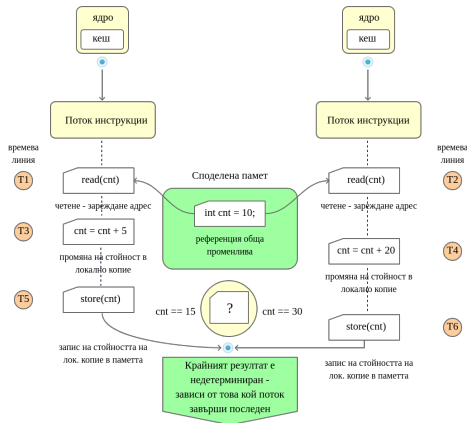 ядро
кеш
ядро
кеш
Поток инструкции
Поток инструкции
времева
линия
времева
линия
T1
read(cnt)
Споделена памет
read(cnt)
T2
четене - зареждане адрес
int cnt = 10;
четене - зареждане адрес
T3
cnt = cnt + 5
референция обща
променлива
cnt = cnt + 20
T4
промяна на стойност в
локално копие
промяна на стойност в
локално копие
T5
store(cnt)
cnt == 15
?
cnt == 30
store(cnt)
T6
запис на стойността на
лок. копие в паметта
запис на стойността на
лок. копие в паметта
Крайният резултат е
недетерминиран -
зависи от това кой поток
завърши последен